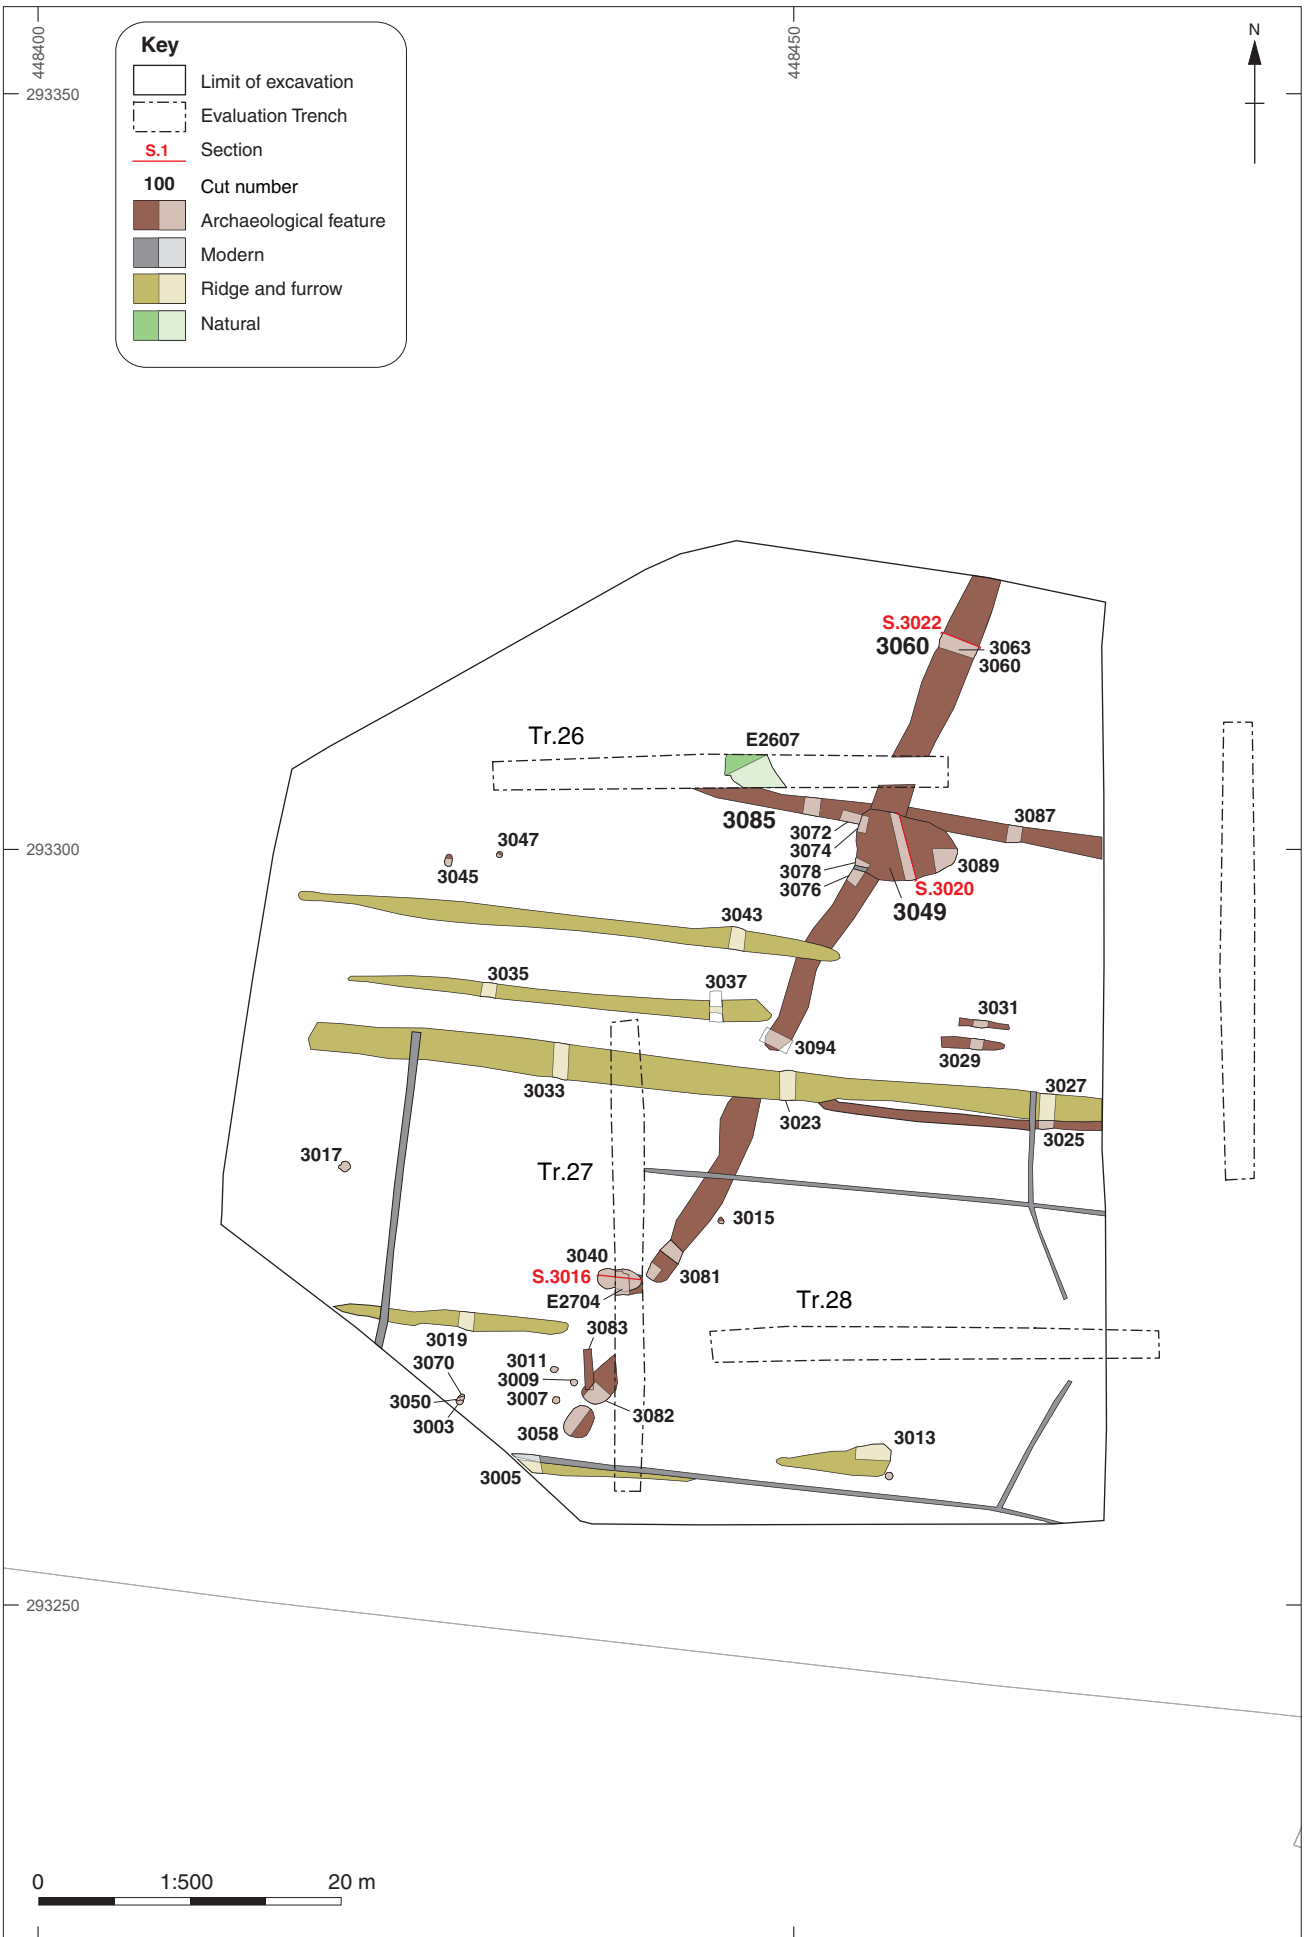 448400
448450
293350
Key
Limit of excavation
Evaluation Trench
S.1 Section
100 Cut number
Archaeological feature
Modern
Ridge and furrow
Natural
N
S.3022
3060
3063
3060
Tr.26
E2607
3085
3087
3072
3074
3078
3076
3089
S.3020
3049
293300
3047
3045
3043
3035
3037
3031
3029
3094
3033
3023
3027
3025
3017
Tr.27
3015
3040
S.3016
E2704
3081
Tr.28
3083
3019
3070
3011
3009
3007
3050
3003
3082
3058
3013
3005
293250
0 1:500 20 m